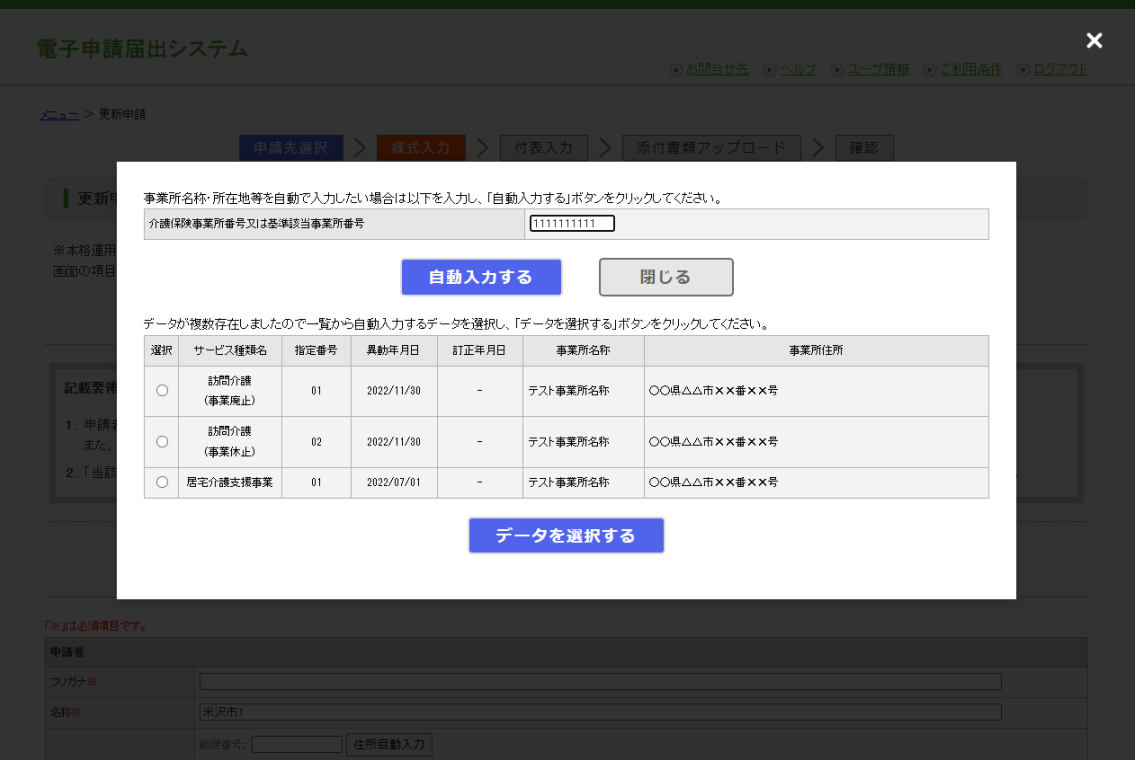 電子申請届出システム
お問合せ先 ヘルプ ユーザ情報 ご利用条件 ログアウト
メニュー > 更新申請
申請先選択 様式入力 付表入力 添付書類アップロード 確認
更新申
※本格運用
画面の項目
事業所名称・所在地等を自動で入力したい場合は以下を入力し、「自動入力する」ボタンをクリックしてください。
介護保険事業所番号又は基準該当事業所番号 1111111111
自動入力する 閉じる
データが複数存在しましたので一覧から自動入力するデータを選択し、「データを選択する」ボタンをクリックしてください。
選択 サービス種類名 指定番号 異動年月日 訂正年月日 事業所名称 事業所住所
訪問介護
(事業廃止) 01 2022/11/30 - テスト事業所名称 〇〇県△△市××番××号
訪問介護
(事業休止) 02 2022/11/30 - テスト事業所名称 〇〇県△△市××番××号
居宅介護支援事業 01 2022/07/01 - テスト事業所名称 〇〇県△△市××番××号
データを選択する
記載要領
1. 申請者
また、
2.「当該
「※」は必須項目です。
申請者
フリガナ※
名称※ 米沢市1
郵便番号: 住所自動入力